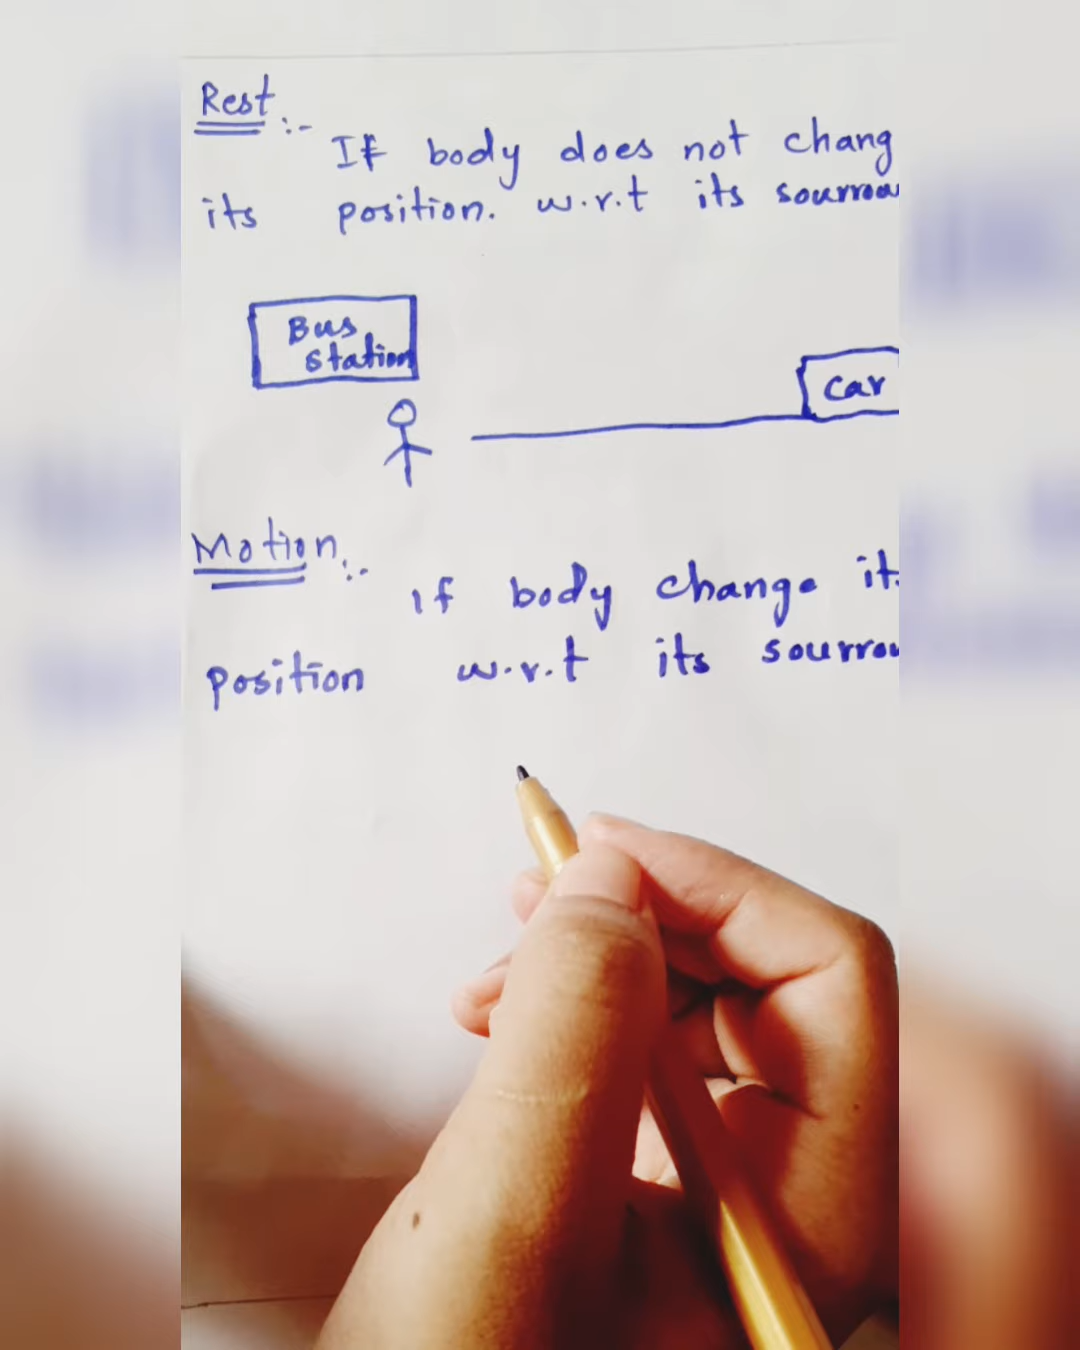 Rest :-
If body does not chang
its position. w.r.t its sourrou
Bus
station
car
Motion :-
if body change its
position w.r.t its sourrou